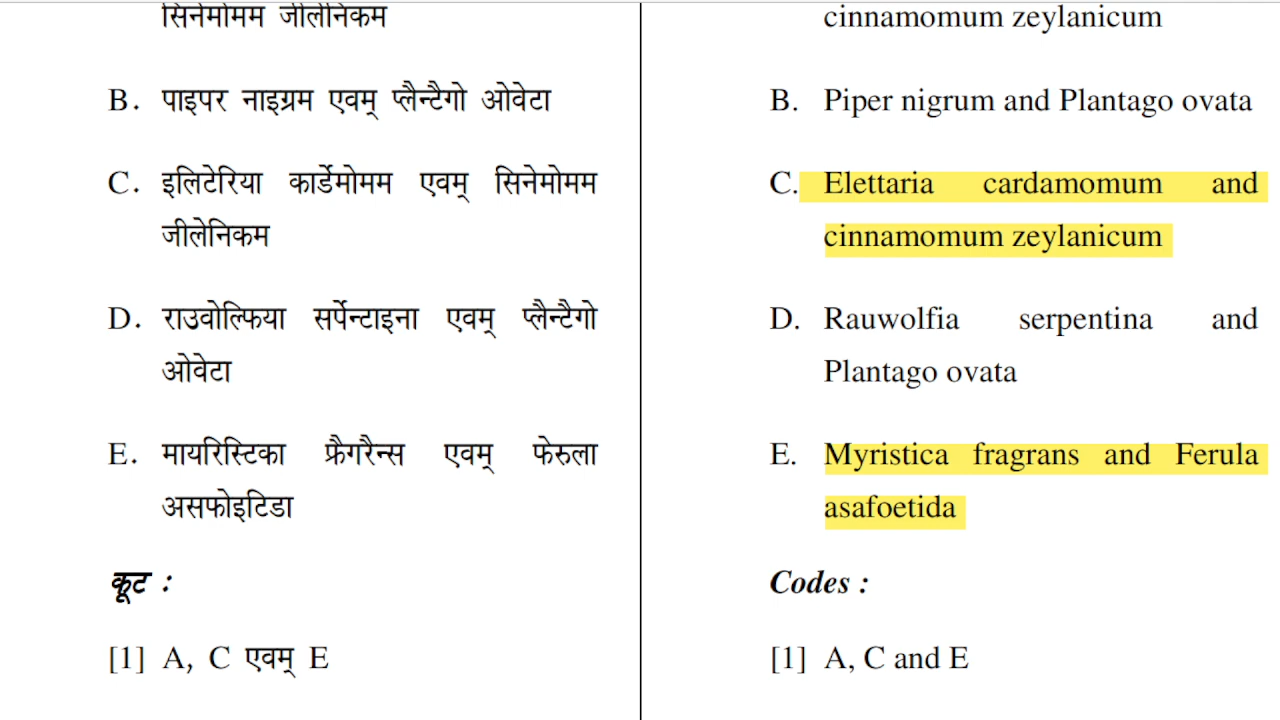 सिनेमोमम जीलेनिकम
B. पाइपर नाइग्रम एवम् प्लैन्टैगो ओवेटा
C. इलिटेरिया कार्डेमोमम एवम् सिनेमोमम
जीलेनिकम
D. राउवोल्फिया सर्पेन्टाइना एवम् प्लैन्टैगो
ओवेटा
E. मायरिस्टिका फ्रैगरैन्स एवम् फेरुला
असफोइटिडा
कूट :
[1] A, C एवम् E
cinnamomum zeylanicum
B. Piper nigrum and Plantago ovata
C. Elettaria cardamomum and
cinnamomum zeylanicum
D. Rauwolfia serpentina and
Plantago ovata
E. Myristica fragrans and Ferula
asafoetida
Codes :
[1] A, C and E